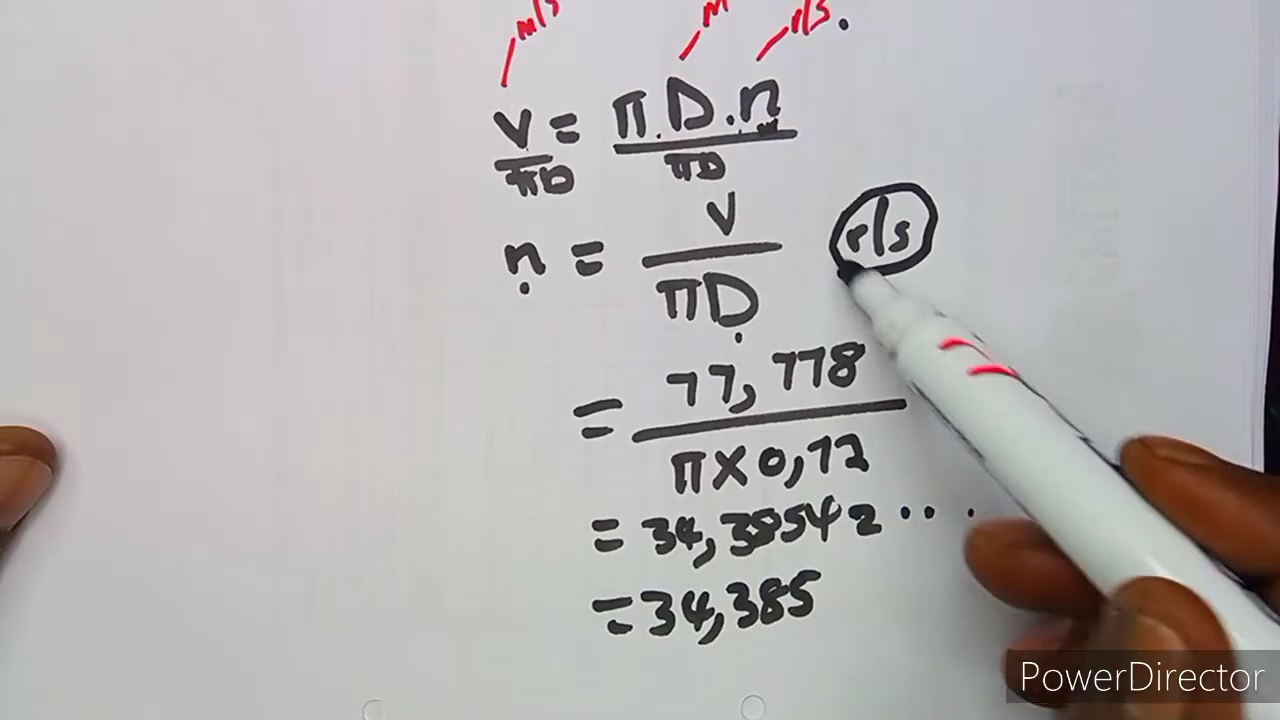 m/s m r/s.
V/πD = π.D.n/πD
n = V/πD r/s
= 77,778/π×0,72
= 34,38542...
= 34,385
PowerDirector